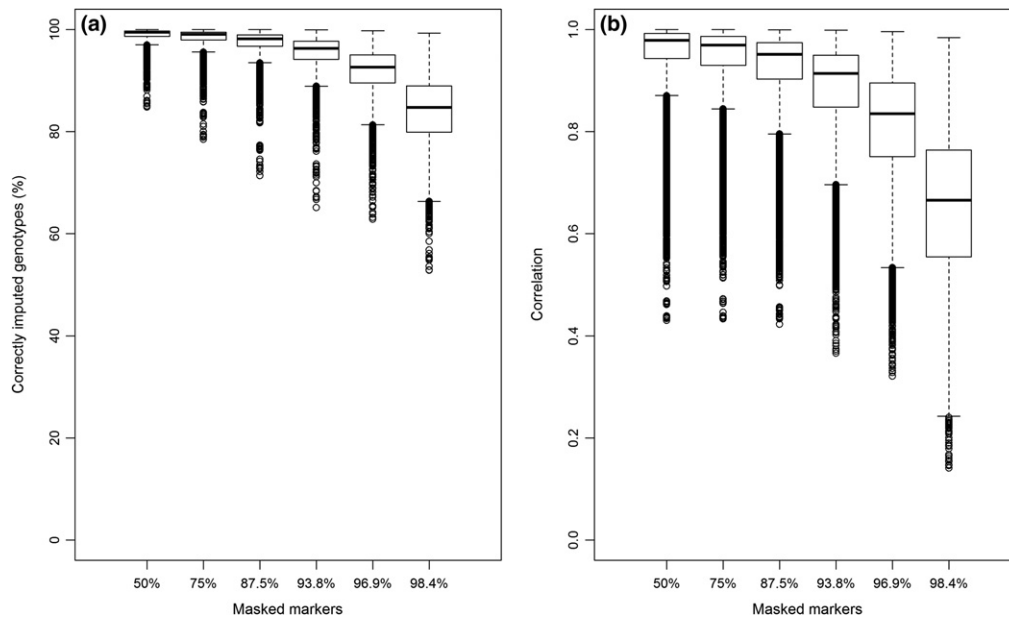 (a)
Correctly imputed genotypes (%)
100
80
60
40
20
0
50% 75% 87.5% 93.8% 96.9% 98.4%
Masked markers
(b)
Correlation
1.0
0.8
0.6
0.4
0.2
0.0
50% 75% 87.5% 93.8% 96.9% 98.4%
Masked markers